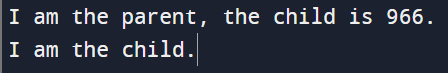 I am the parent, the child is 966.
I am the child.